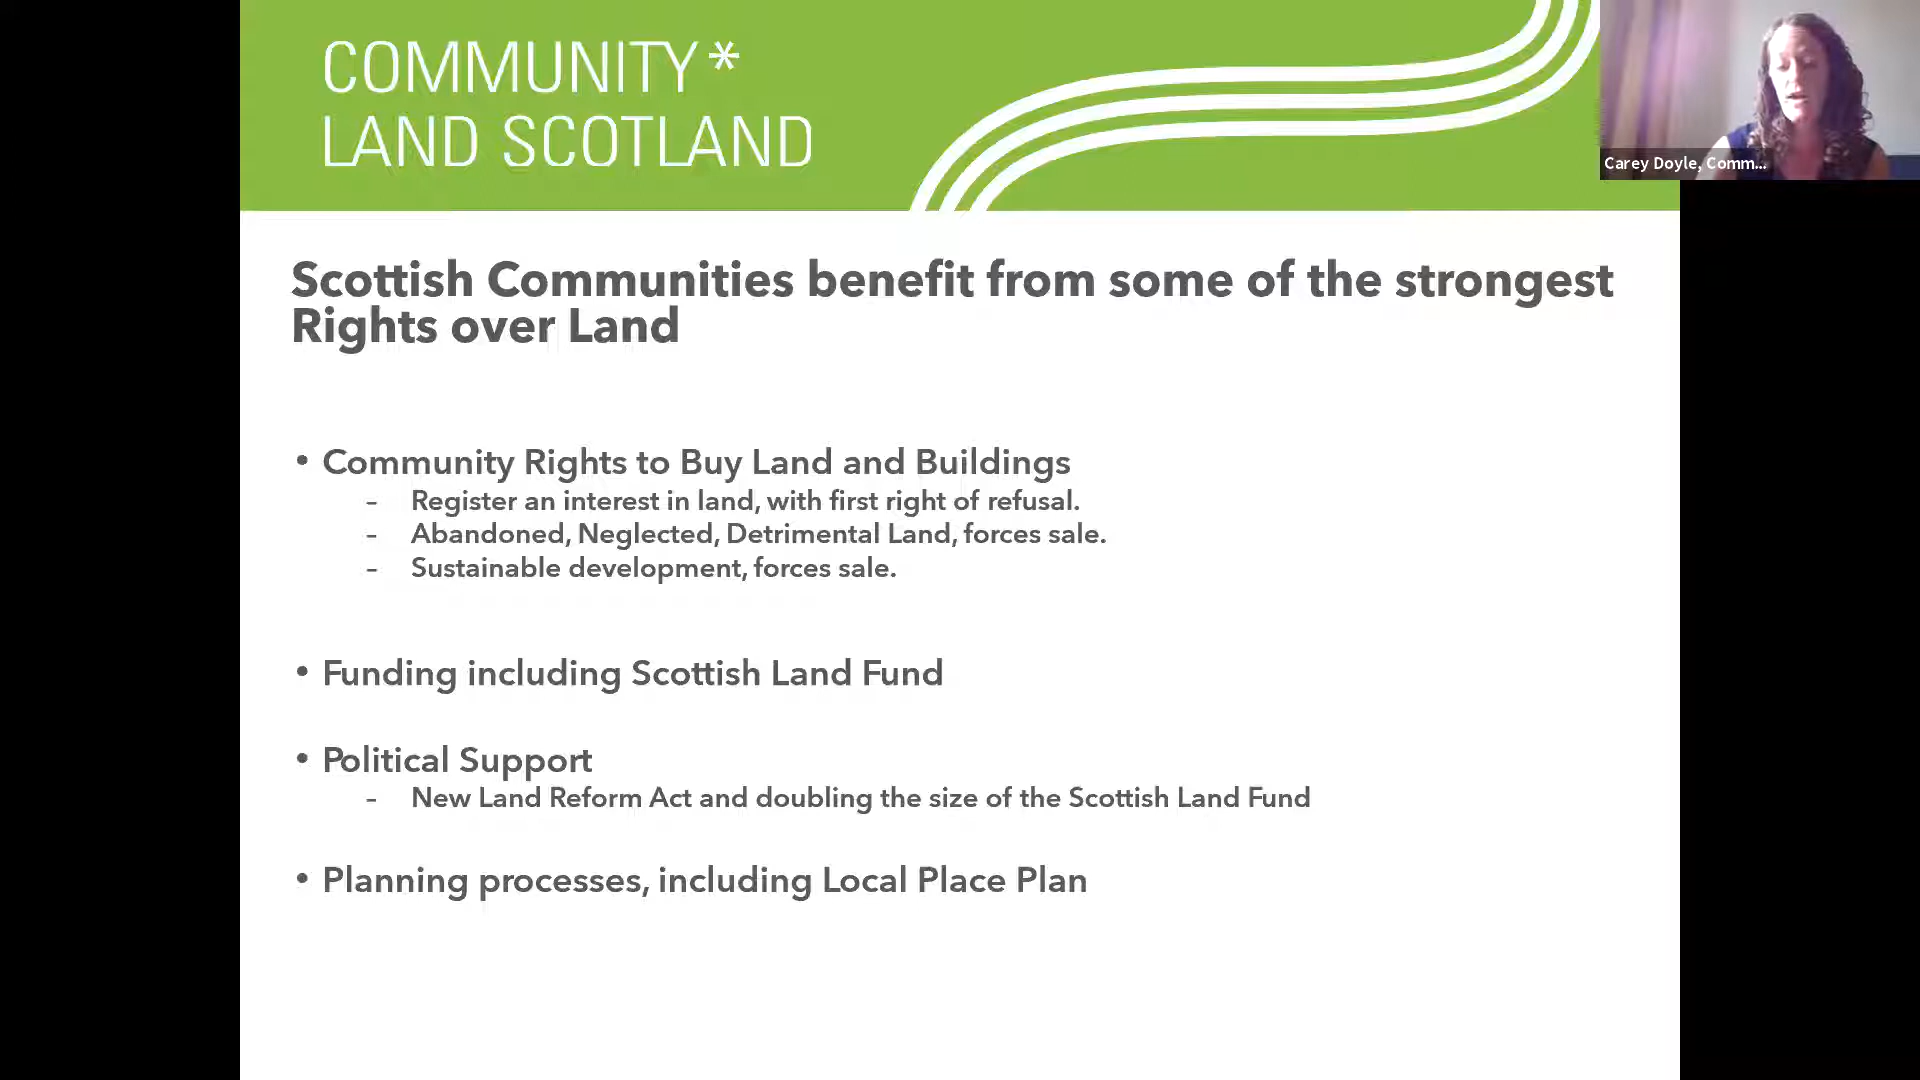 COMMUNITY*
LAND SCOTLAND
Carey Doyle, Comm...
Scottish Communities benefit from some of the strongest
Rights over Land
• Community Rights to Buy Land and Buildings
- Register an interest in land, with first right of refusal.
- Abandoned, Neglected, Detrimental Land, forces sale.
- Sustainable development, forces sale.
• Funding including Scottish Land Fund
• Political Support
- New Land Reform Act and doubling the size of the Scottish Land Fund
• Planning processes, including Local Place Plan